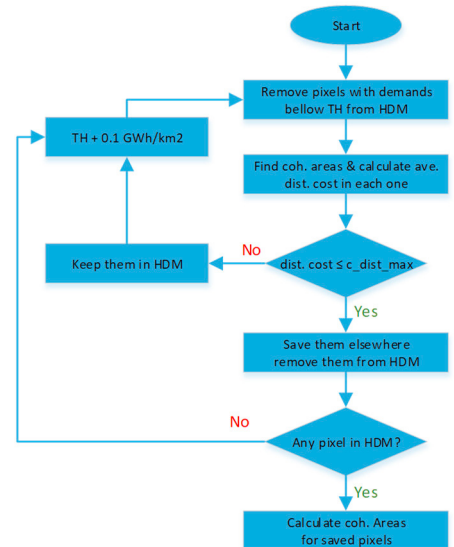 Start
Remove pixels with demands
bellow TH from HDM
TH + 0.1 GWh/km2
Find coh. areas & calculate ave.
dist. cost in each one
No
Keep them in HDM
dist. cost ≤ c_dist_max
Yes
Save them elsewhere
remove them from HDM
No
Any pixel in HDM?
Yes
Calculate coh. Areas
for saved pixels